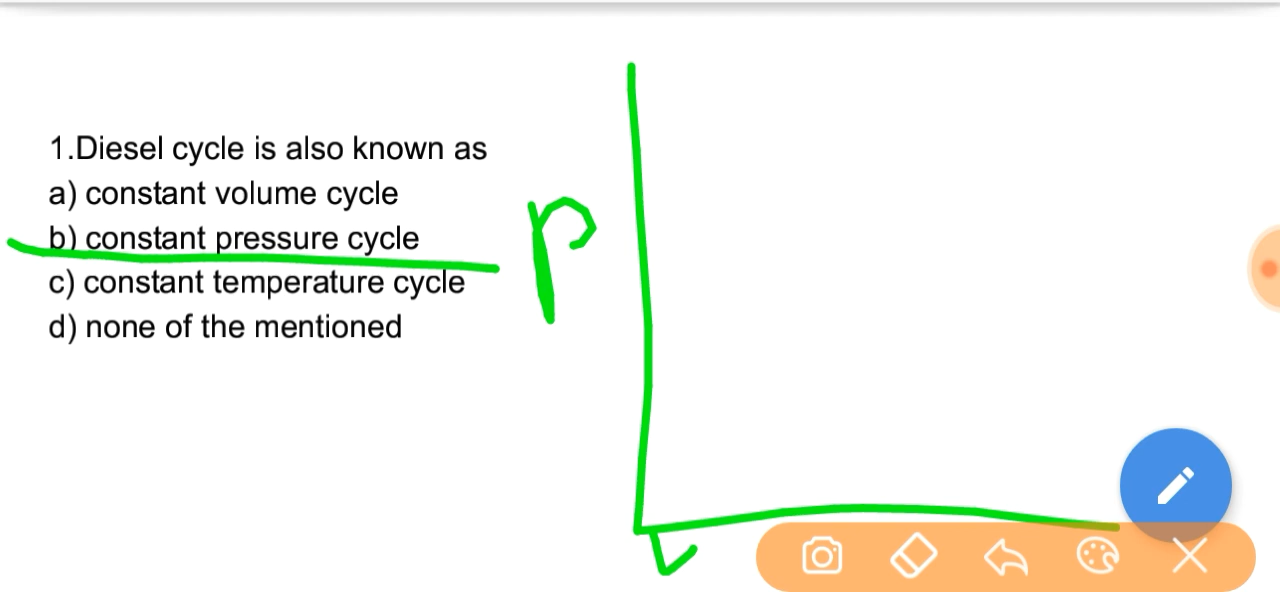 1.Diesel cycle is also known as
a) constant volume cycle
b) constant pressure cycle
c) constant temperature cycle
d) none of the mentioned
P